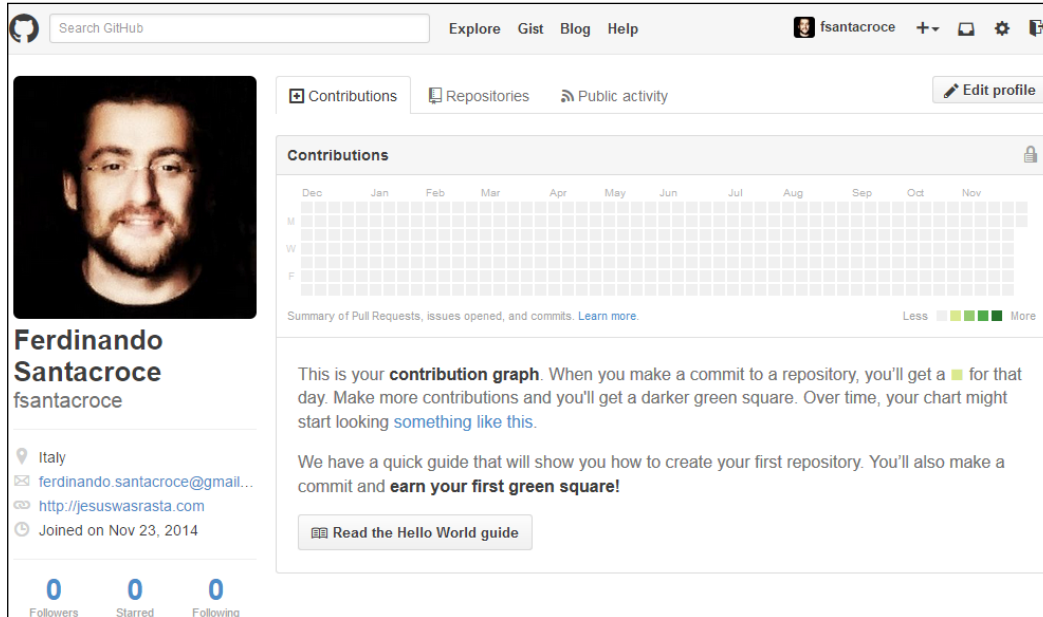 Search GitHub
Explore Gist Blog Help
fsantacroce
Contributions
Repositories
Public activity
Edit profile
Contributions
Dec Jan Feb Mar Apr May Jun Jul Aug Sep Oct Nov
M
W
F
Summary of Pull Requests, issues opened, and commits. Learn more.
Less
More
Ferdinando
Santacroce
fsantacroce
Italy
ferdinando.santacroce@gmail...
http://jesuswasrasta.com
Joined on Nov 23, 2014
0 0 0
Followers Starred Following
This is your contribution graph. When you make a commit to a repository, you'll get a for that
day. Make more contributions and you'll get a darker green square. Over time, your chart might
start looking something like this.
We have a quick guide that will show you how to create your first repository. You'll also make a
commit and earn your first green square!
Read the Hello World guide